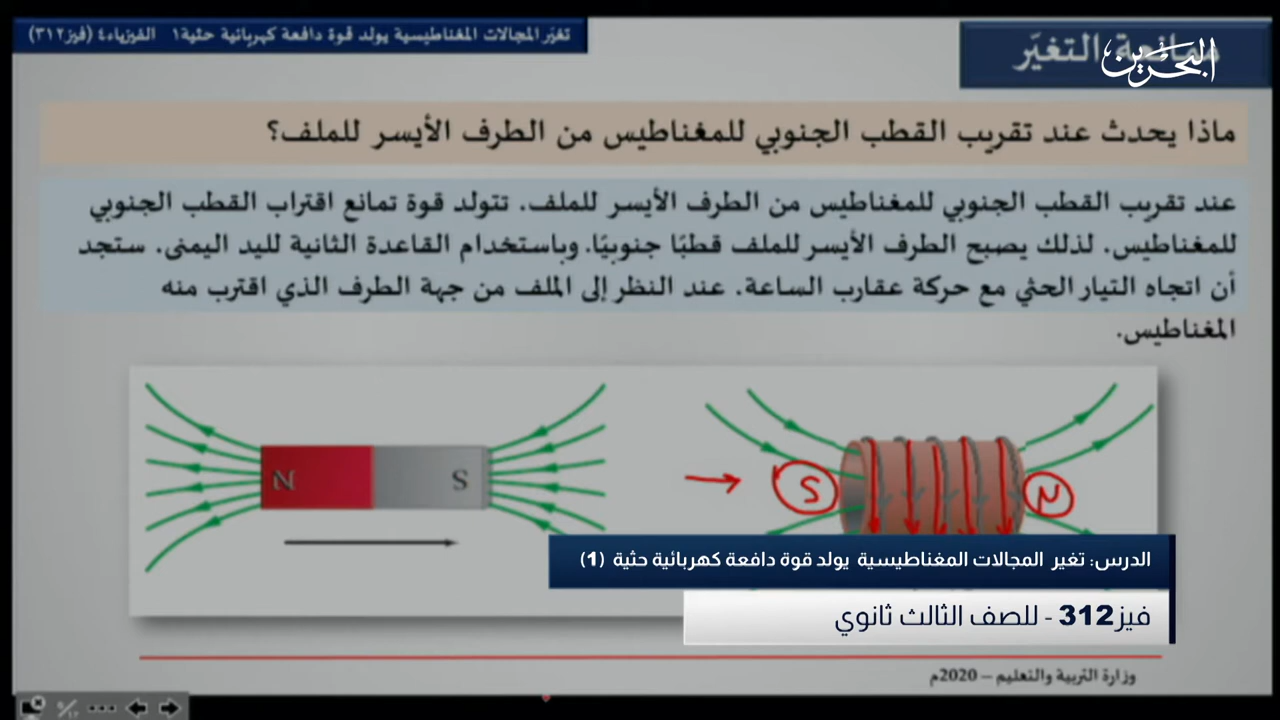 تغيّر المجالات المغناطيسية يولد قوة دافعة كهربائية حثية١ الفيزياء٤ (فيز٣١٢)
ممانعة التغيّر
البحرين
ماذا يحدث عند تقريب القطب الجنوبي للمغناطيس من الطرف الأيسر للملف؟
عند تقريب القطب الجنوبي للمغناطيس من الطرف الأيسر للملف. تتولد قوة تمانع اقتراب القطب الجنوبي
للمغناطيس. لذلك يصبح الطرف الأيسر للملف قطبًا جنوبيًا. وباستخدام القاعدة الثانية لليد اليمنى. ستجد
أن اتجاه التيار الحثي مع حركة عقارب الساعة. عند النظر إلى الملف من جهة الطرف الذي اقترب منه
المغناطيس.
N S S N
الدرس: تغير المجالات المغناطيسية يولد قوة دافعة كهربائية حثية (1)
فيز312 - للصف الثالث ثانوي
وزارة التربية والتعليم – 2020م